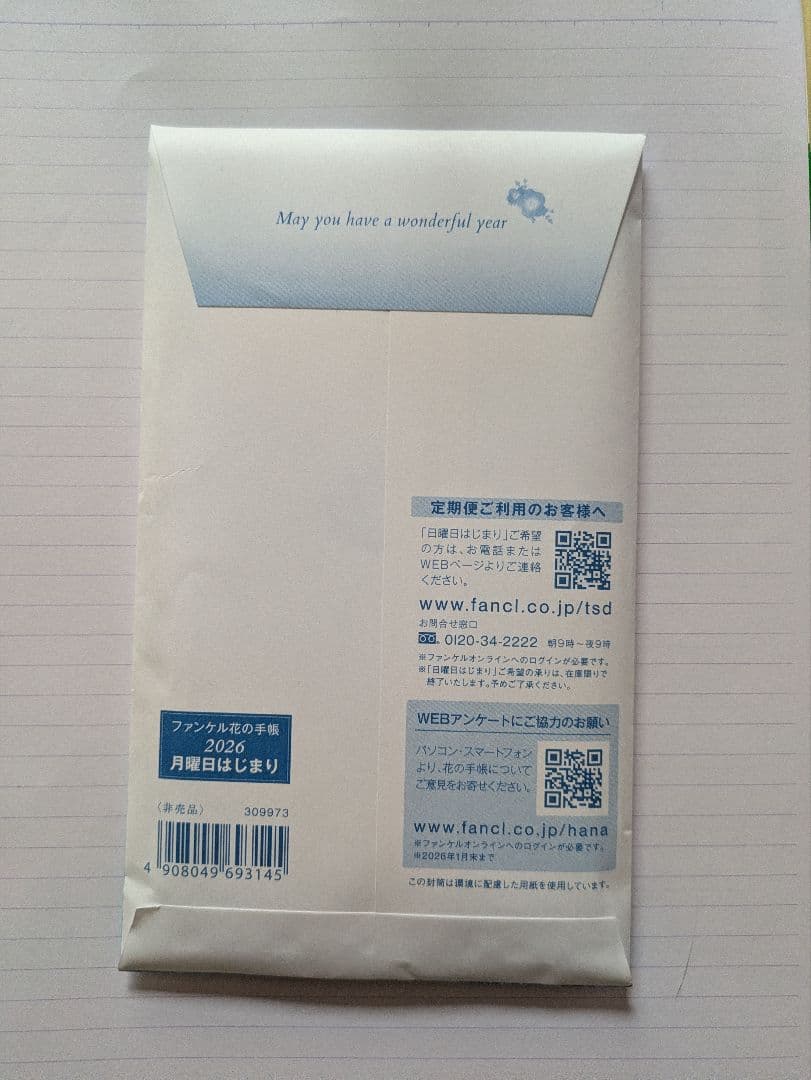 May you have a wonderful year
定期便ご利用のお客様へ
「日曜日はじまり」ご希望
の方は、お電話または
WEBページよりご連絡
ください。
www.fancl.co.jp/tsd
お問合せ窓口
0120-34-2222 朝9時～夜9時
※ファンケルオンラインへのログインが必要です。
※「日曜日はじまり」ご希望の承りは、在庫限りで
終了いたします。予めご了承ください。
WEBアンケートにご協力のお願い
パソコン・スマートフォン
より、花の手帳について
ご意見をお寄せください。
www.fancl.co.jp/hana
※ファンケルオンラインへのログインが必要です。
※2026年1月末まで
この封筒は環境に配慮した用紙を使用しています。
ファンケル花の手帳
2026
月曜日はじまり
〈非売品〉 309973
4 908049 693145